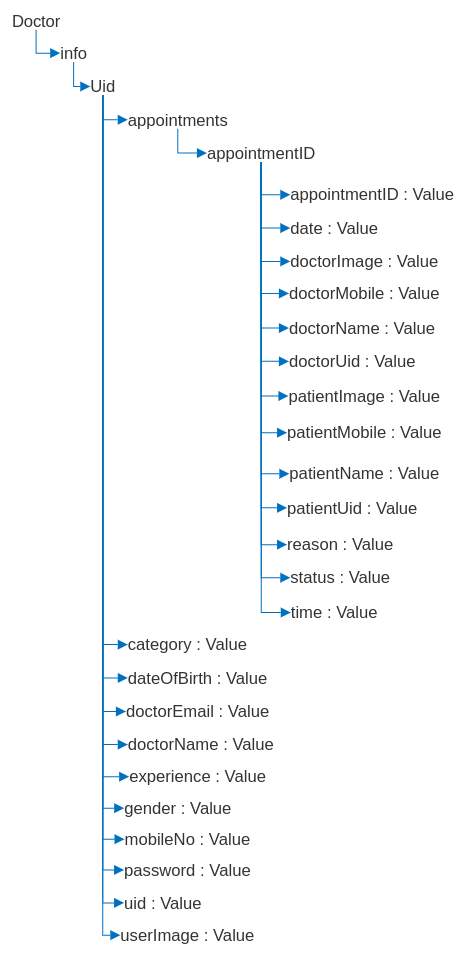 Doctor
info
Uid
appointments
appointmentID
appointmentID : Value
date : Value
doctorImage : Value
doctorMobile : Value
doctorName : Value
doctorUid : Value
patientImage : Value
patientMobile : Value
patientName : Value
patientUid : Value
reason : Value
status : Value
time : Value
category : Value
dateOfBirth : Value
doctorEmail : Value
doctorName : Value
experience : Value
gender : Value
mobileNo : Value
password : Value
uid : Value
userImage : Value